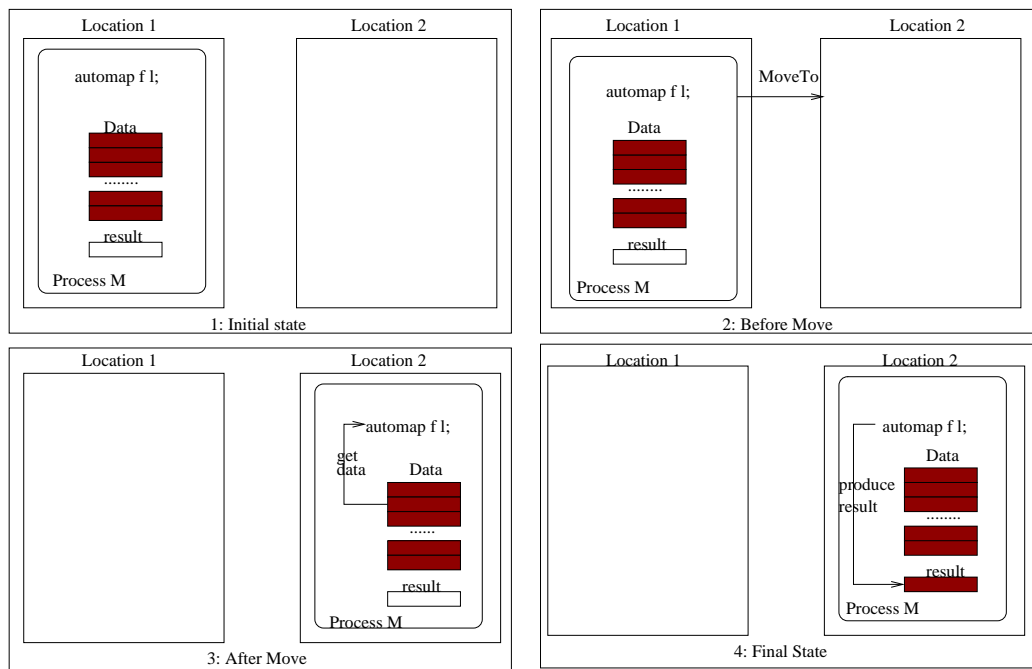 Location 1
Location 2
automap f l;
Data
........
result
Process M
1: Initial state
Location 1
Location 2
MoveTo
automap f l;
Data
........
result
Process M
2: Before Move
Location 1
Location 2
automap f l;
get
data
Data
......
result
Process M
3: After Move
Location 1
Location 2
automap f l;
Data
produce
result
........
result
Process M
4: Final State